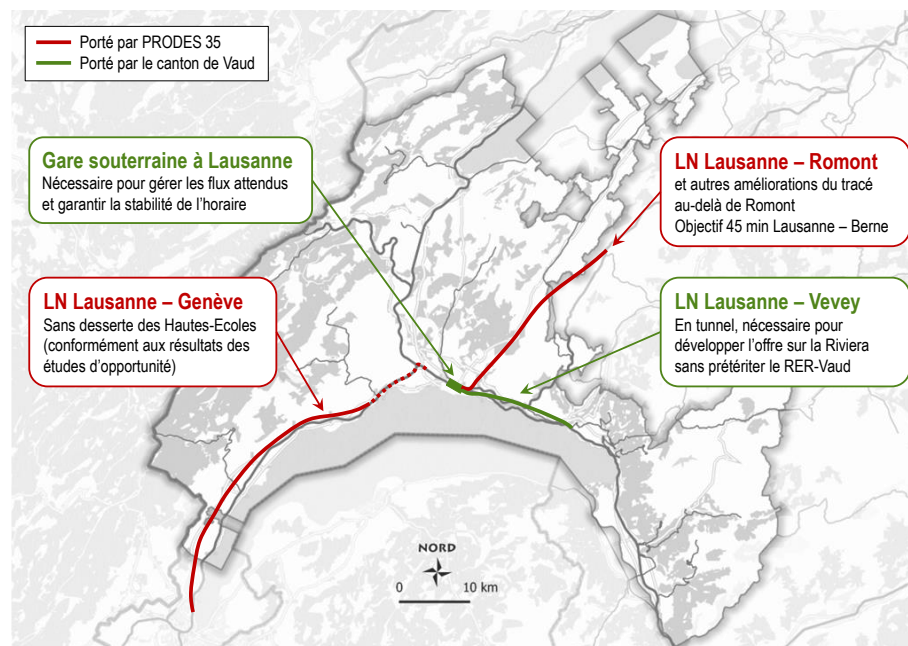 Porté par PRODES 35
Porté par le canton de Vaud
Gare souterraine à Lausanne
Nécessaire pour gérer les flux attendus
et garantir la stabilité de l'horaire
LN Lausanne – Romont
et autres améliorations du tracé
au-delà de Romont
Objectif 45 min Lausanne – Berne
LN Lausanne – Genève
Sans desserte des Hautes-Ecoles
(conformément aux résultats des
études d'opportunité)
LN Lausanne – Vevey
En tunnel, nécessaire pour
développer l'offre sur la Riviera
sans prétériter le RER-Vaud
NORD
0 10 km